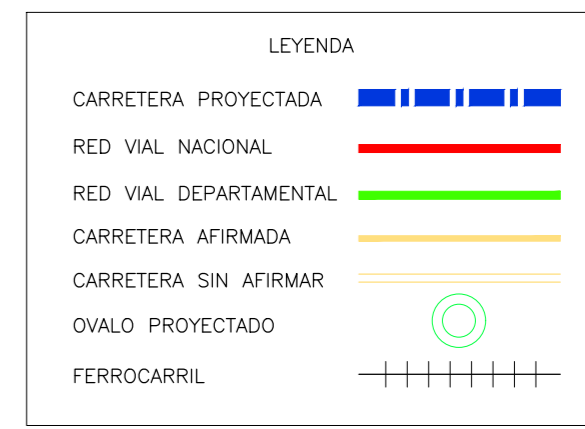 LEYENDA
CARRETERA PROYECTADA
RED VIAL NACIONAL
RED VIAL DEPARTAMENTAL
CARRETERA AFIRMADA
CARRETERA SIN AFIRMAR
OVALO PROYECTADO
FERROCARRIL